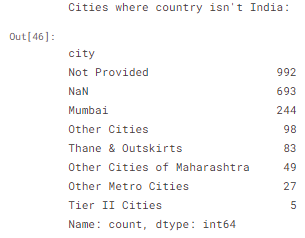 Cities where country isn't India:
Out[46]:
city
Not Provided 992
NaN 693
Mumbai 244
Other Cities 98
Thane & Outskirts 83
Other Cities of Maharashtra 49
Other Metro Cities 27
Tier II Cities 5
Name: count, dtype: int64